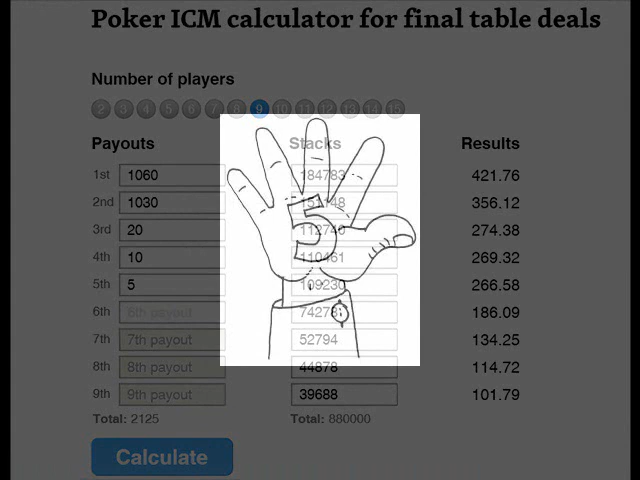 Poker ICM calculator for final table deals
Number of players
2 3 4 5 6 7 8 9 10 11 12 13 14 15
Payouts Stacks Results
1st 1060 184783 421.76
2nd 1030 151148 356.12
3rd 20 112740 274.38
4th 10 110461 269.32
5th 5 109230 266.58
6th 6th payout 74278 186.09
7th 7th payout 52794 134.25
8th 8th payout 44878 114.72
9th 9th payout 39688 101.79
Total: 2125 Total: 880000
Calculate
5